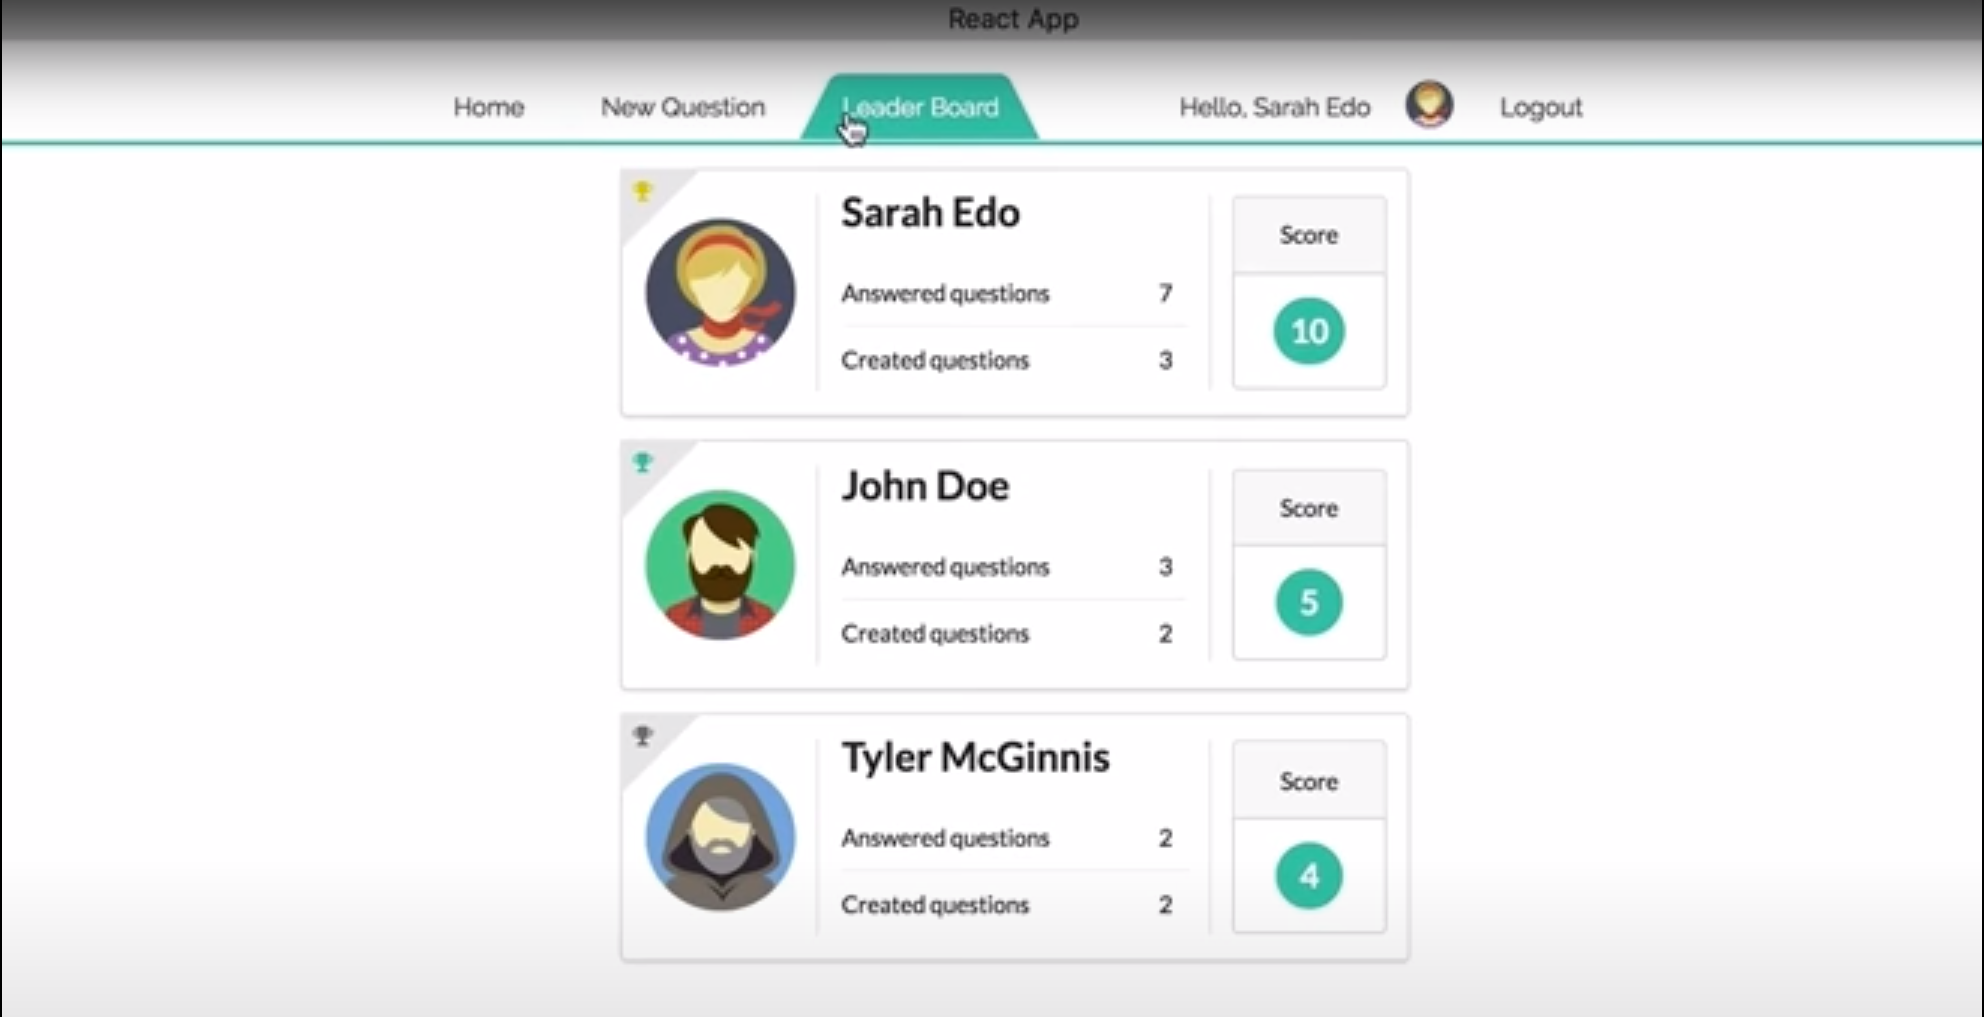 React App
Home New Question Leader Board Hello, Sarah Edo Logout
Sarah Edo
Answered questions 7
Created questions 3
Score
10
John Doe
Answered questions 3
Created questions 2
Score
5
Tyler McGinnis
Answered questions 2
Created questions 2
Score
4